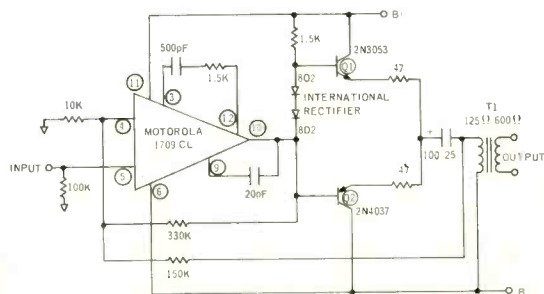 B+
1.5K
2N3053
500pF
Q1
47
11
1.5K
8D2
3
INTERNATIONAL
RECTIFIER
T1
10K
12
125Ω 600Ω
MOTOROLA
10
8D2
+
4
1709 CL
INPUT
OUTPUT
9
100 25
5
47
100K
6
20pF
Q2
2N4037
330K
150K
B